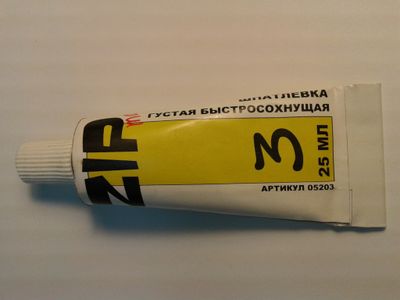 ШПАТЛЕВКА
ГУСТАЯ БЫСТРОСОХНУЩАЯ
ZIP
3
25 МЛ
АРТИКУЛ 05203